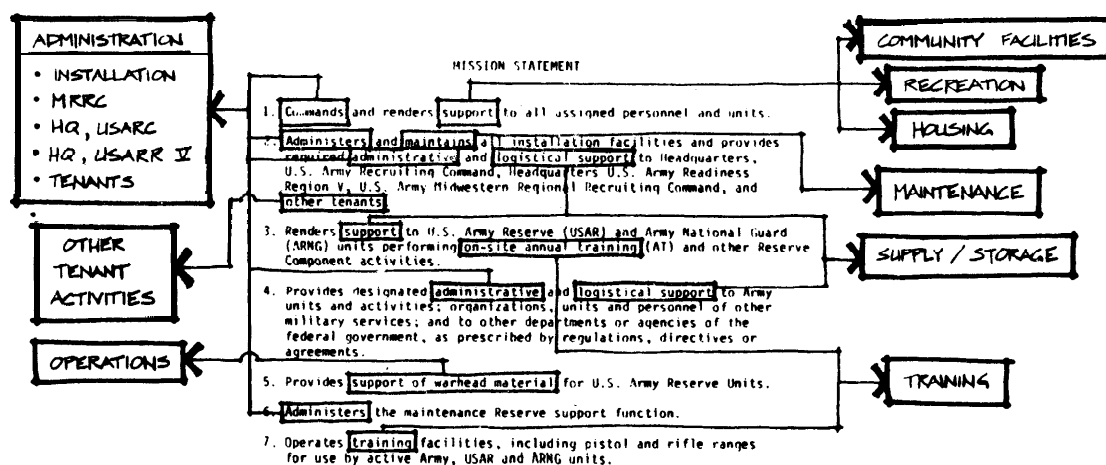 ADMINISTRATION
• INSTALLATION
• MRRC
• HQ, USARC
• HQ, USARR V
• TENANTS
OTHER
TENANT
ACTIVITIES
OPERATIONS
MISSION STATEMENT
1. Commands and renders support to all assigned personnel and units.
2. Administers and maintains all installation facilities and provides
required administrative and logistical support to Headquarters,
U.S. Army Recruiting Command, Headquarters U.S. Army Readiness
Region V, U.S. Army Midwestern Regional Recruiting Command, and
other tenants
3. Renders support to U.S. Army Reserve (USAR) and Army National Guard
(ARNG) units performing on-site annual training (AT) and other Reserve
Component activities.
4. Provides designated administrative and logistical support to Army
units and activities; organizations, units and personnel of other
military services; and to other departments or agencies of the
federal government, as prescribed by regulations, directives or
agreements.
5. Provides support of warhead material for U.S. Army Reserve Units.
6. Administers the maintenance Reserve support function.
7. Operates training facilities, including pistol and rifle ranges
for use by active Army, USAR and ARNG units.
COMMUNITY FACILITIES
RECREATION
HOUSING
MAINTENANCE
SUPPLY / STORAGE
TRAINING